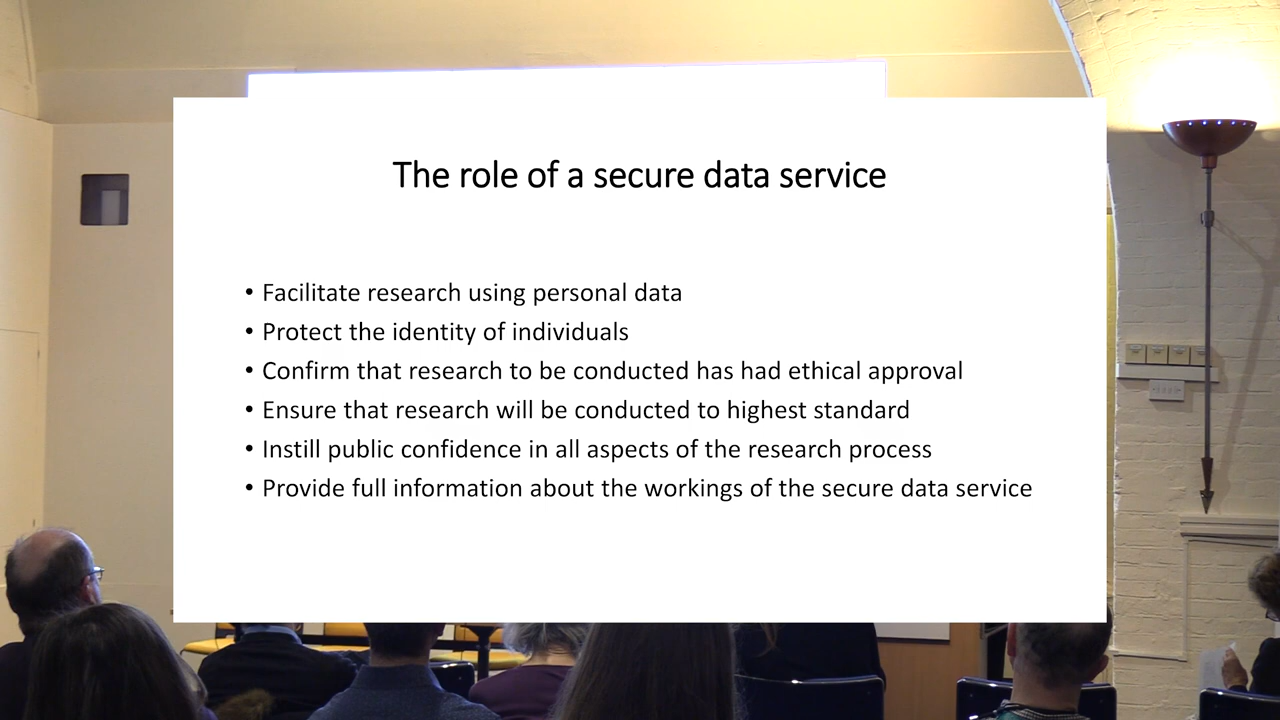 The role of a secure data service
• Facilitate research using personal data
• Protect the identity of individuals
• Confirm that research to be conducted has had ethical approval
• Ensure that research will be conducted to highest standard
• Instill public confidence in all aspects of the research process
• Provide full information about the workings of the secure data service